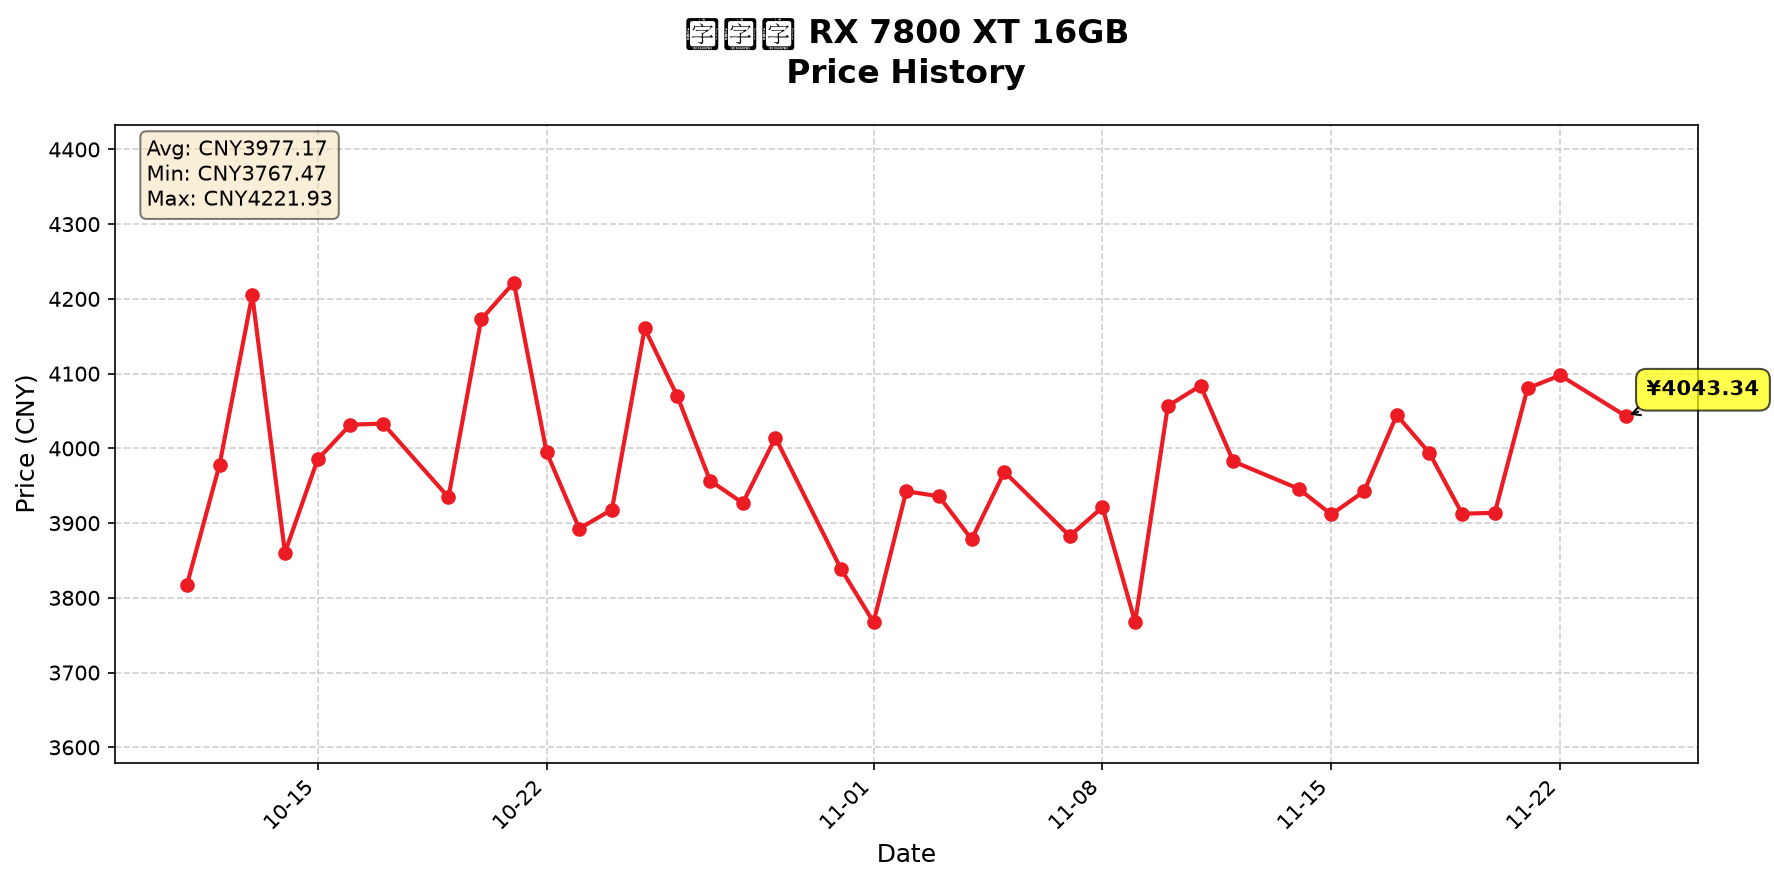 RX 7800 XT 16GB
Price History
Avg: CNY3977.17
Min: CNY3767.47
Max: CNY4221.93
4400
4300
4200
4100
4000
3900
3800
3700
3600
Price (CNY)
¥4043.34
10-15
10-22
11-01
11-08
11-15
11-22
Date